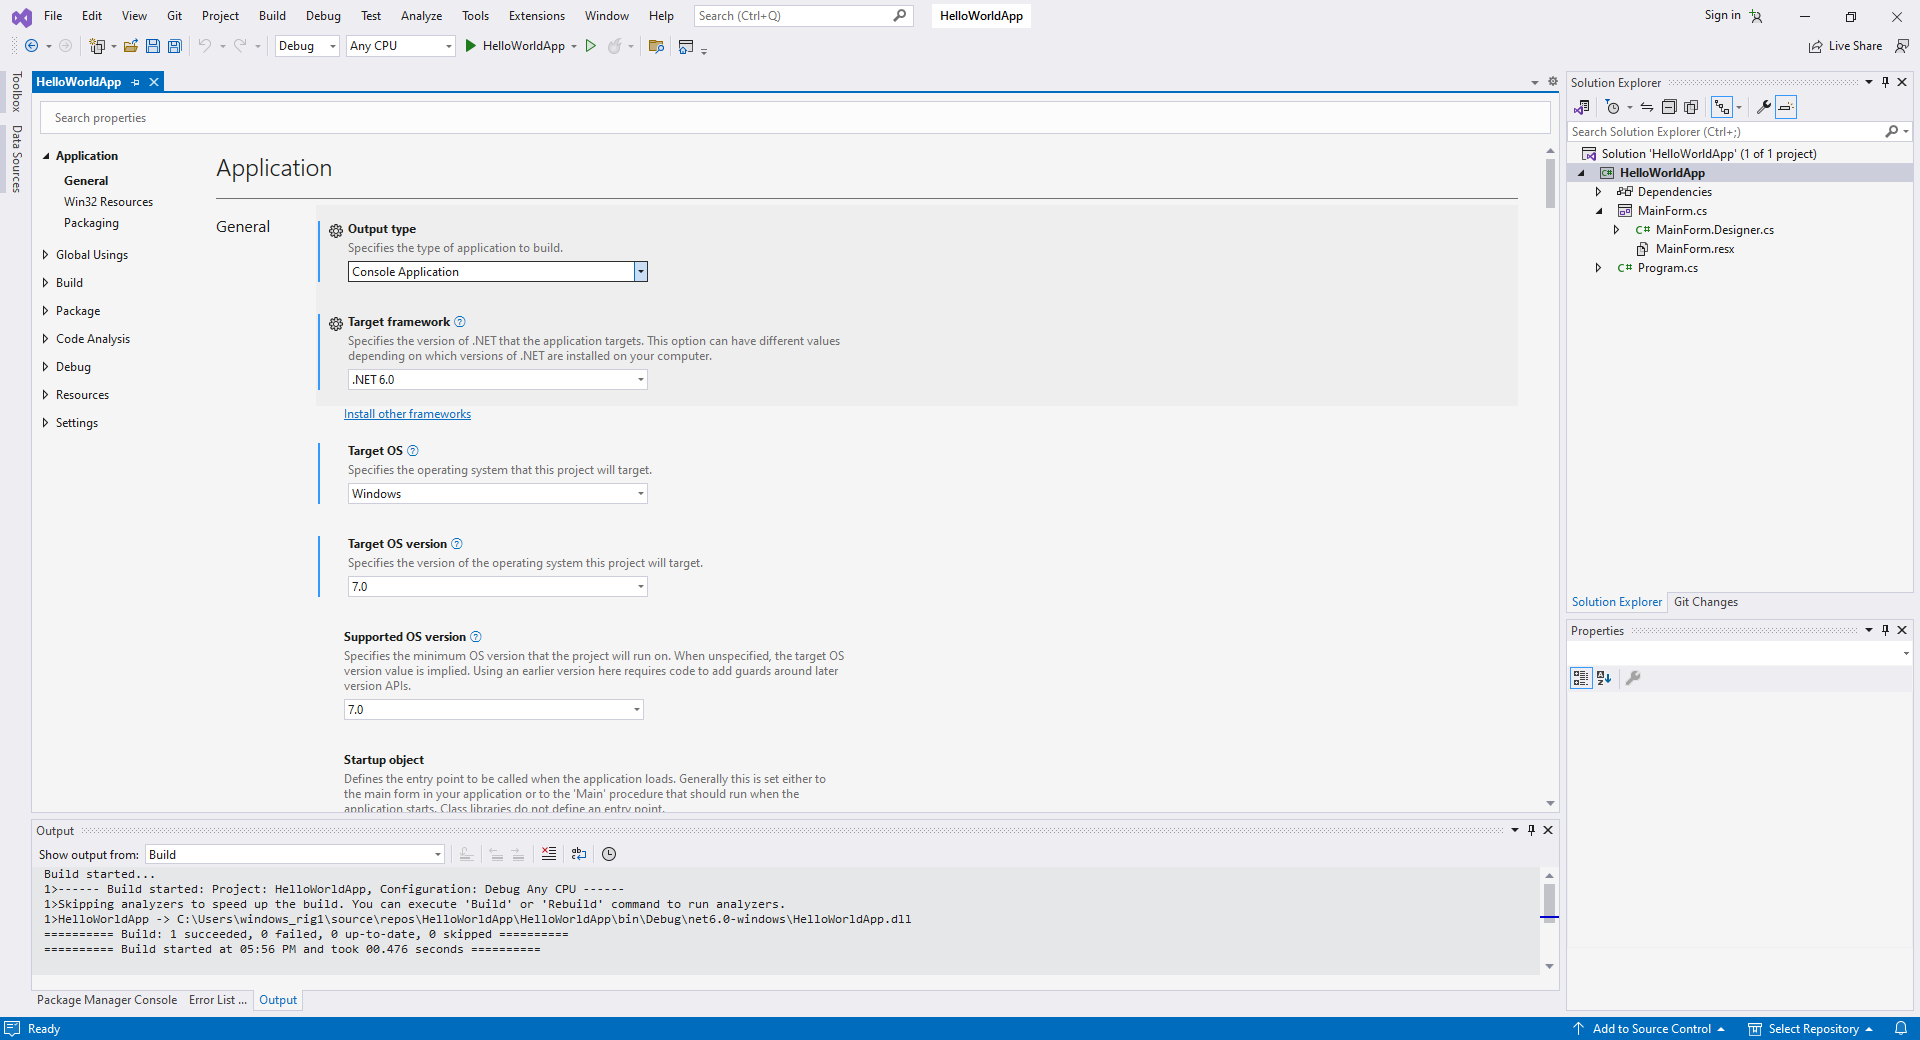 File Edit View Git Project Build Debug Test Analyze Tools Extensions Window Help Search (Ctrl+Q) HelloWorldApp Sign in
Debug Any CPU HelloWorldApp Live Share
Toolbox
Data Sources
HelloWorldApp
Search properties
Application
General
Win32 Resources
Packaging
Global Usings
Build
Package
Code Analysis
Debug
Resources
Settings
Application
General
Output type
Specifies the type of application to build.
Console Application
Target framework
Specifies the version of .NET that the application targets. This option can have different values
depending on which versions of .NET are installed on your computer.
.NET 6.0
Install other frameworks
Target OS
Specifies the operating system that this project will target.
Windows
Target OS version
Specifies the version of the operating system this project will target.
7.0
Supported OS version
Specifies the minimum OS version that the project will run on. When unspecified, the target OS
version value is implied. Using an earlier version here requires code to add guards around later
version APIs.
7.0
Startup object
Defines the entry point to be called when the application loads. Generally this is set either to
the main form in your application or to the 'Main' procedure that should run when the
application starts. Class libraries do not define an entry point.
Solution Explorer
Search Solution Explorer (Ctrl+;)
Solution 'HelloWorldApp' (1 of 1 project)
HelloWorldApp
Dependencies
MainForm.cs
C# MainForm.Designer.cs
MainForm.resx
C# Program.cs
Solution Explorer Git Changes
Properties
Output
Show output from: Build
Build started...
1>------ Build started: Project: HelloWorldApp, Configuration: Debug Any CPU ------
1>Skipping analyzers to speed up the build. You can execute 'Build' or 'Rebuild' command to run analyzers.
1>HelloWorldApp -> C:\Users\windows_rig1\source\repos\HelloWorldApp\HelloWorldApp\bin\Debug\net6.0-windows\HelloWorldApp.dll
========== Build: 1 succeeded, 0 failed, 0 up-to-date, 0 skipped ==========
========== Build started at 05:56 PM and took 00.476 seconds ==========
Package Manager Console Error List ... Output
Ready Add to Source Control Select Repository